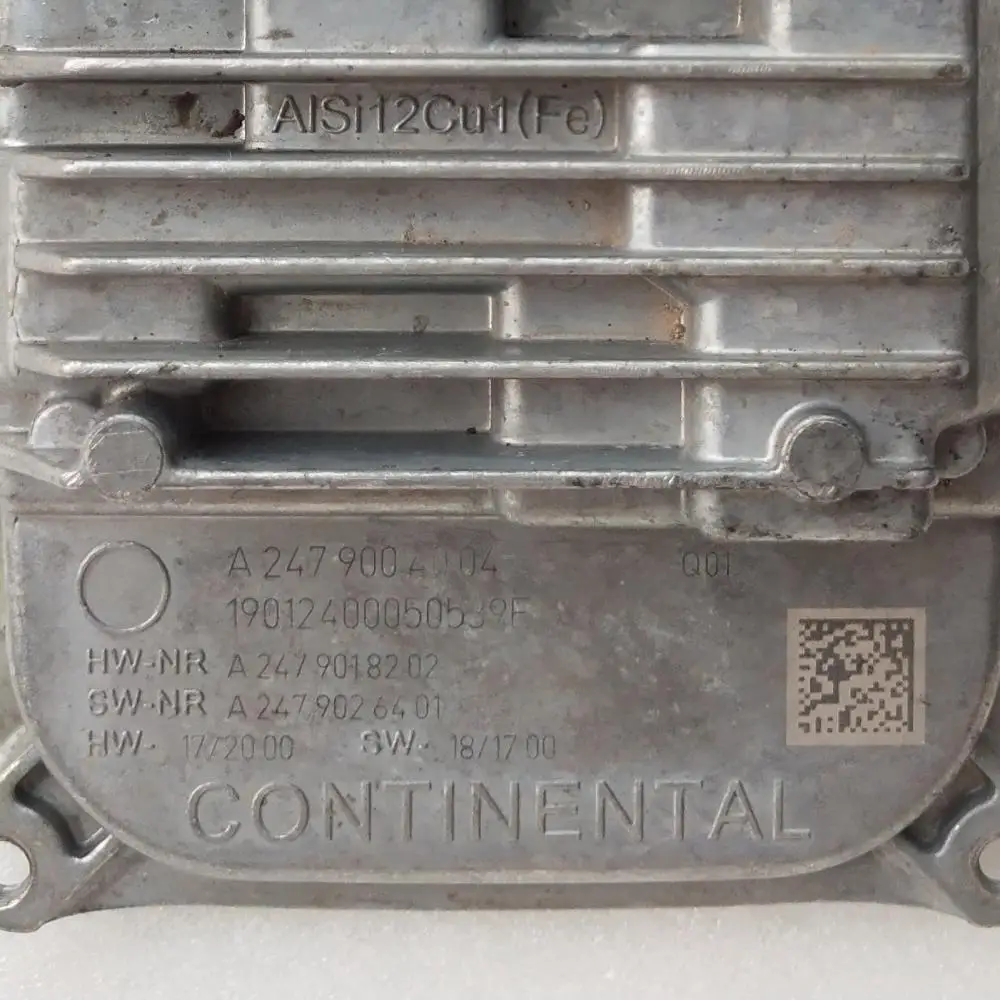 AlSi12Cu1(Fe)
A 247 900 04 Q01
HW-NR A 247 901 82 02
SW-NR A 247 902 64 01
HW- 17/20 00 SW- 18/17 00
CONTINENTAL